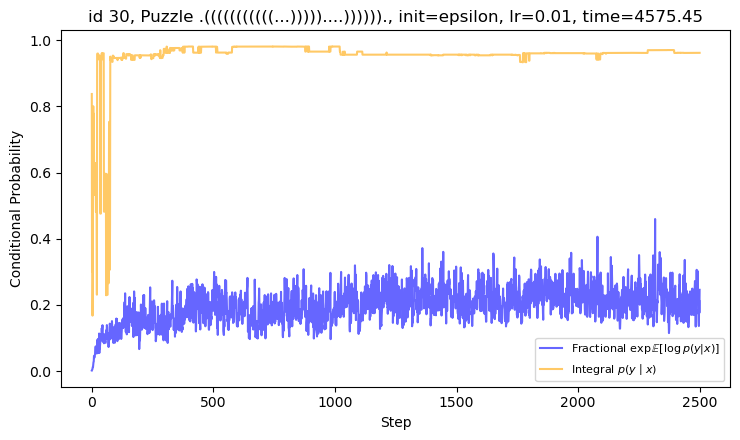 id 30, Puzzle .(((((((((((...)))))....))))))., init=epsilon, lr=0.01, time=4575.45
Conditional Probability
1.0
0.8
0.6
0.4
0.2
0.0
0
500
1000
1500
2000
2500
Step
Fractional exp𝔼[log p(y|x)]
Integral p(y | x)